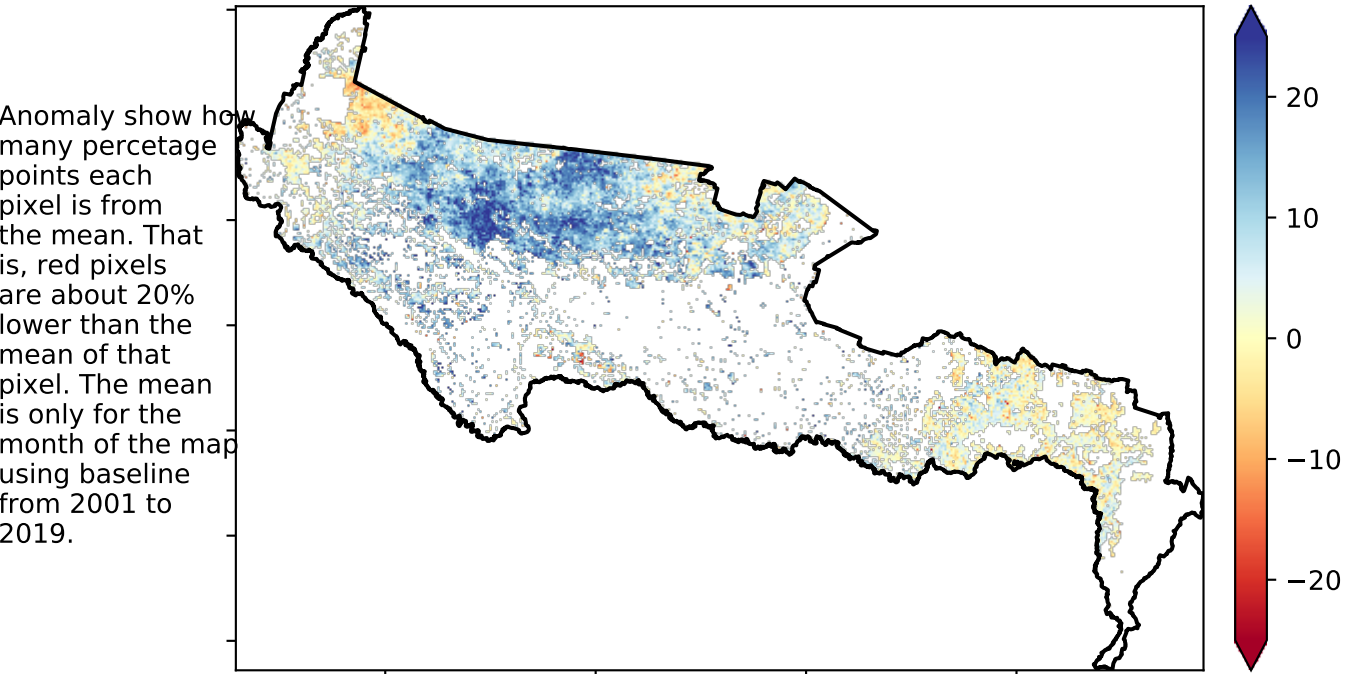 Anomaly show how
many percetage
points each
pixel is from
the mean. That
is, red pixels
are about 20%
lower than the
mean of that
pixel. The mean
is only for the
month of the map
using baseline
from 2001 to
2019.
20
10
0
−10
−20